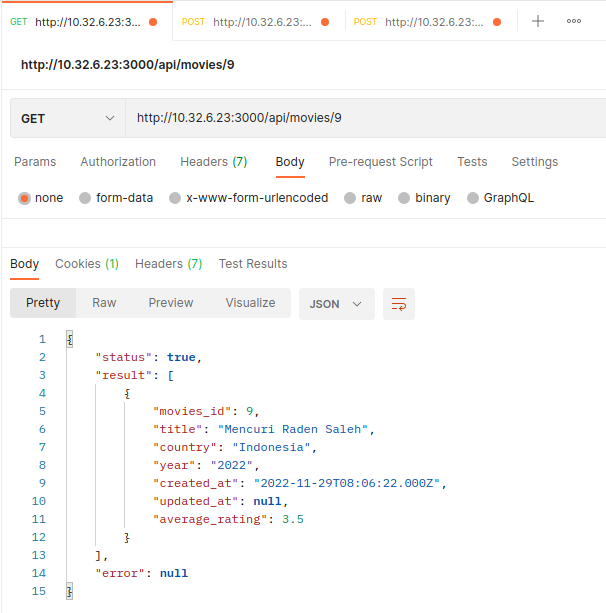 GET http://10.32.6.23:3... POST http://10.32.6.23:... POST http://10.32.6.23:...
http://10.32.6.23:3000/api/movies/9
GET http://10.32.6.23:3000/api/movies/9
Params Authorization Headers (7) Body Pre-request Script Tests Settings
none form-data x-www-form-urlencoded raw binary GraphQL
Body Cookies (1) Headers (7) Test Results
Pretty Raw Preview Visualize JSON
1 {
2 "status": true,
3 "result": [
4 {
5 "movies_id": 9,
6 "title": "Mencuri Raden Saleh",
7 "country": "Indonesia",
8 "year": "2022",
9 "created_at": "2022-11-29T08:06:22.000Z",
10 "updated_at": null,
11 "average_rating": 3.5
12 }
13 ],
14 "error": null
15 }